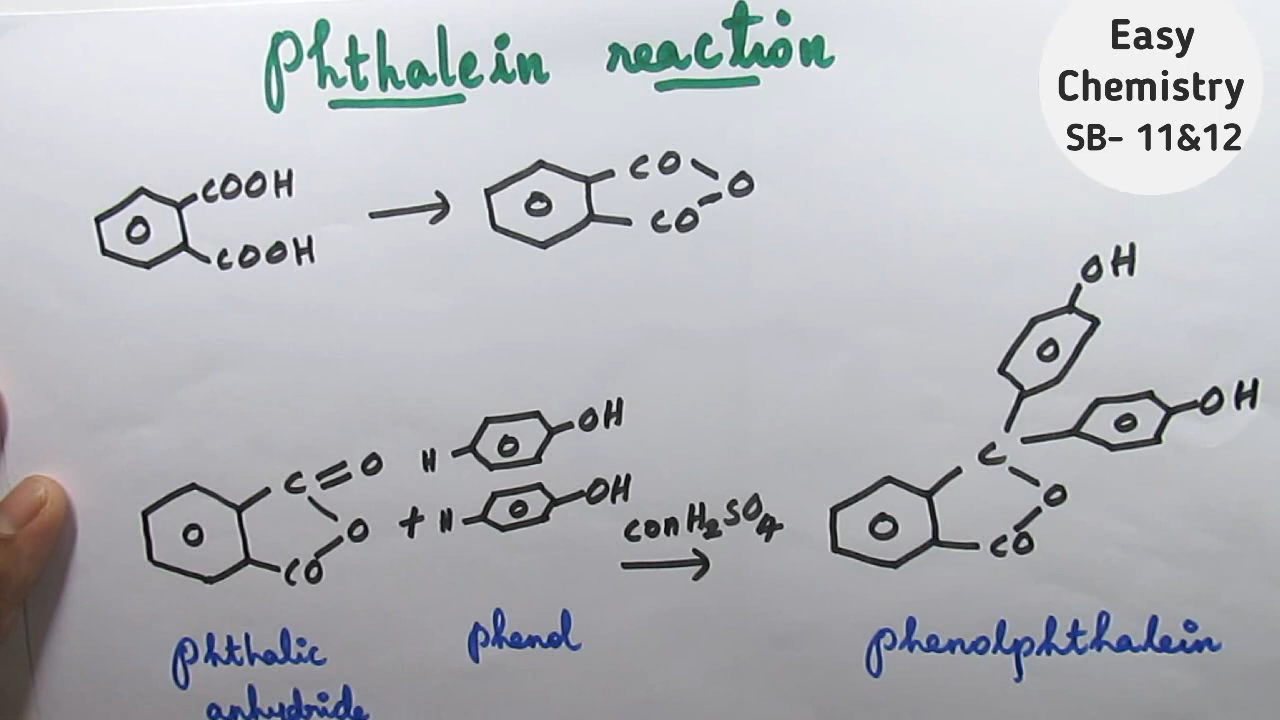 Phthalein reaction
Easy
Chemistry
SB- 11&12
COOH
COOH
CO
O
CO
O
O
OH
C=O
H
O
OH
O
+
H
O
OH
O
CO
con H₂SO₄
OH
O
O
OH
C
O
O
CO
phthalic
anhydride
phenol
phenolphthalein